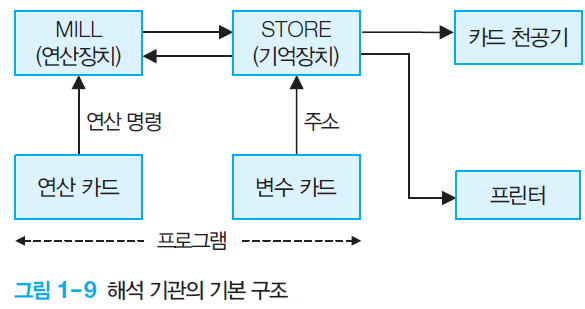 MILL
(연산장치)
STORE
(기억장치)
카드 천공기
연산 명령
주소
연산 카드
변수 카드
프린터
프로그램
그림 1-9 해석 기관의 기본 구조